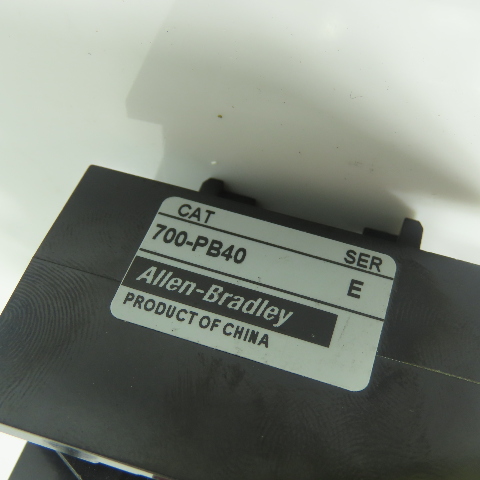 CAT SER
700-PB40 E
Allen-Bradley
PRODUCT OF CHINA